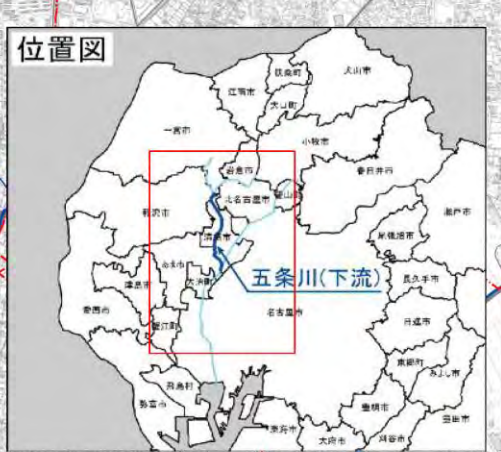 位置図
扶桑町
犬山市
江南市
大口町
一宮市
小牧市
岩倉市
春日井市
豊山町
北名古屋市
稲沢市
瀬戸市
清須市
尾張旭市
あま市
五条川(下流)
長久手市
津島市
大治町
愛西市
名古屋市
日進市
蟹江町
東郷町
みよし市
飛島村
弥富市
豊明市
豊田市
東海市
大府市
刈谷市